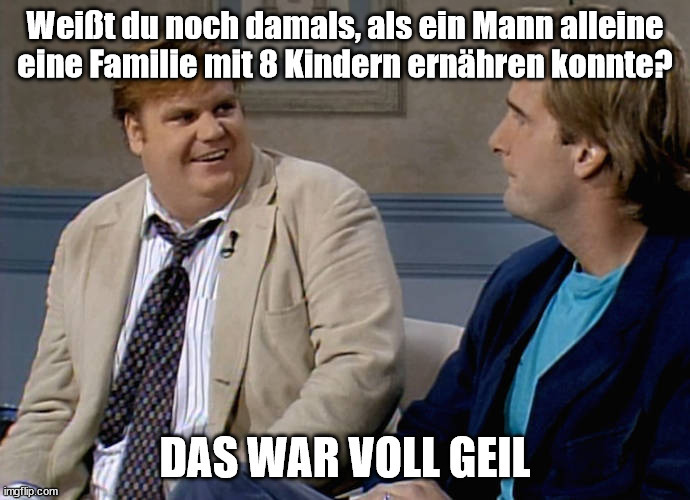 Weißt du noch damals, als ein Mann alleine
eine Familie mit 8 Kindern ernähren konnte?
DAS WAR VOLL GEIL
imgflip.com